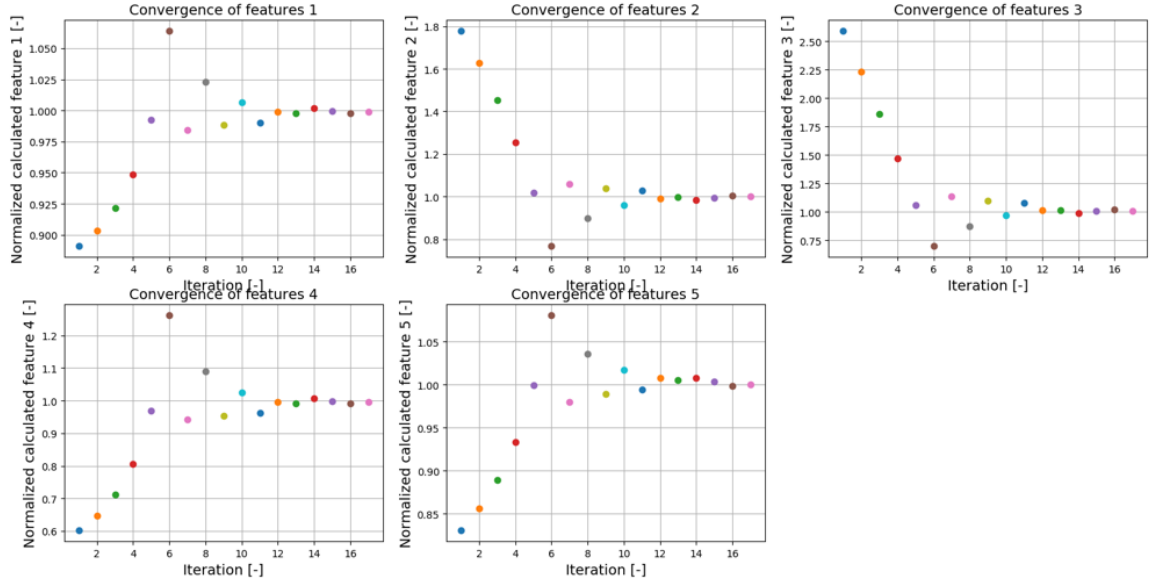 Convergence of features 1
Normalized calculated feature 1 [-]
1.050
1.025
1.000
0.975
0.950
0.925
0.900
2 4 6 8 10 12 14 16
Iteration [-]
Convergence of features 2
Normalized calculated feature 2 [-]
1.8
1.6
1.4
1.2
1.0
0.8
2 4 6 8 10 12 14 16
Iteration [-]
Convergence of features 3
Normalized calculated feature 3 [-]
2.50
2.25
2.00
1.75
1.50
1.25
1.00
0.75
2 4 6 8 10 12 14 16
Iteration [-]
Convergence of features 4
Normalized calculated feature 4 [-]
1.2
1.1
1.0
0.9
0.8
0.7
0.6
2 4 6 8 10 12 14 16
Iteration [-]
Convergence of features 5
Normalized calculated feature 5 [-]
1.05
1.00
0.95
0.90
0.85
2 4 6 8 10 12 14 16
Iteration [-]